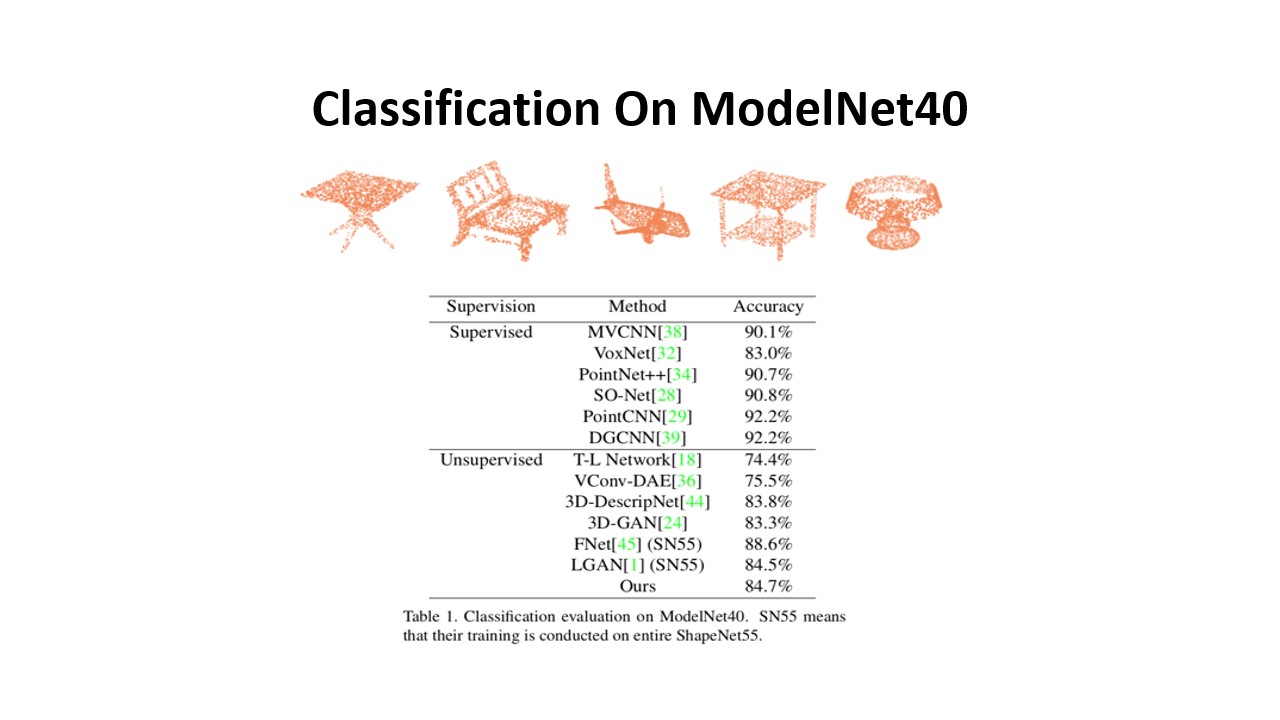 Classification On ModelNet40
Supervision Method Accuracy
Supervised MVCNN[38] 90.1%
VoxNet[32] 83.0%
PointNet++[34] 90.7%
SO-Net[28] 90.8%
PointCNN[29] 92.2%
DGCNN[39] 92.2%
Unsupervised T-L Network[18] 74.4%
VConv-DAE[36] 75.5%
3D-DescripNet[44] 83.8%
3D-GAN[24] 83.3%
FNet[45] (SN55) 88.6%
LGAN[1] (SN55) 84.5%
Ours 84.7%
Table 1. Classification evaluation on ModelNet40. SN55 means
that their training is conducted on entire ShapeNet55.